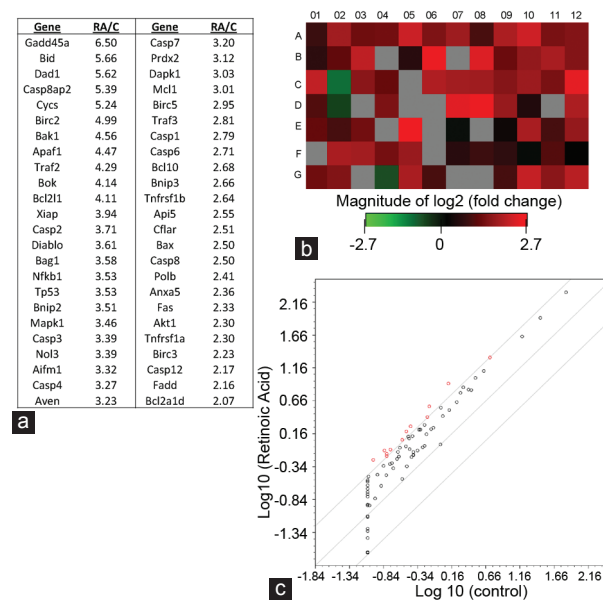 Gene RA/C Gene RA/C
Gadd45a 6.50 Casp7 3.20
Bid 5.66 Prdx2 3.12
Dad1 5.62 Dapk1 3.03
Casp8ap2 5.39 Mcl1 3.01
Cycs 5.24 Birc5 2.95
Birc2 4.99 Traf3 2.81
Bak1 4.56 Casp1 2.79
Apaf1 4.47 Casp6 2.71
Traf2 4.29 Bcl10 2.68
Bok 4.14 Bnip3 2.66
Bcl2l1 4.11 Tnfrsf1b 2.64
Xiap 3.94 Api5 2.55
Casp2 3.71 Cflar 2.51
Diablo 3.61 Bax 2.50
Bag1 3.58 Casp8 2.50
Nfkb1 3.53 Polb 2.41
Tp53 3.53 Anxa5 2.36
Bnip2 3.51 Fas 2.33
Mapk1 3.46 Akt1 2.30
Casp3 3.39 Tnfrsf1a 2.30
Nol3 3.39 Birc3 2.23
Aifm1 3.32 Casp12 2.17
Casp4 3.27 Fadd 2.16
Aven 3.23 Bcl2a1d 2.07
a
01 02 03 04 05 06 07 08 09 10 11 12
A
B
C
D
E
F
G
Magnitude of log2 (fold change)
-2.7 0 2.7
b
Log10 (Retinoic Acid)
2.16
1.66
1.16
0.66
0.16
-0.34
-0.84
-1.34
-1.84 -1.34 -0.84 -0.34 0.16 0.66 1.16 1.66 2.16
Log 10 (control)
c